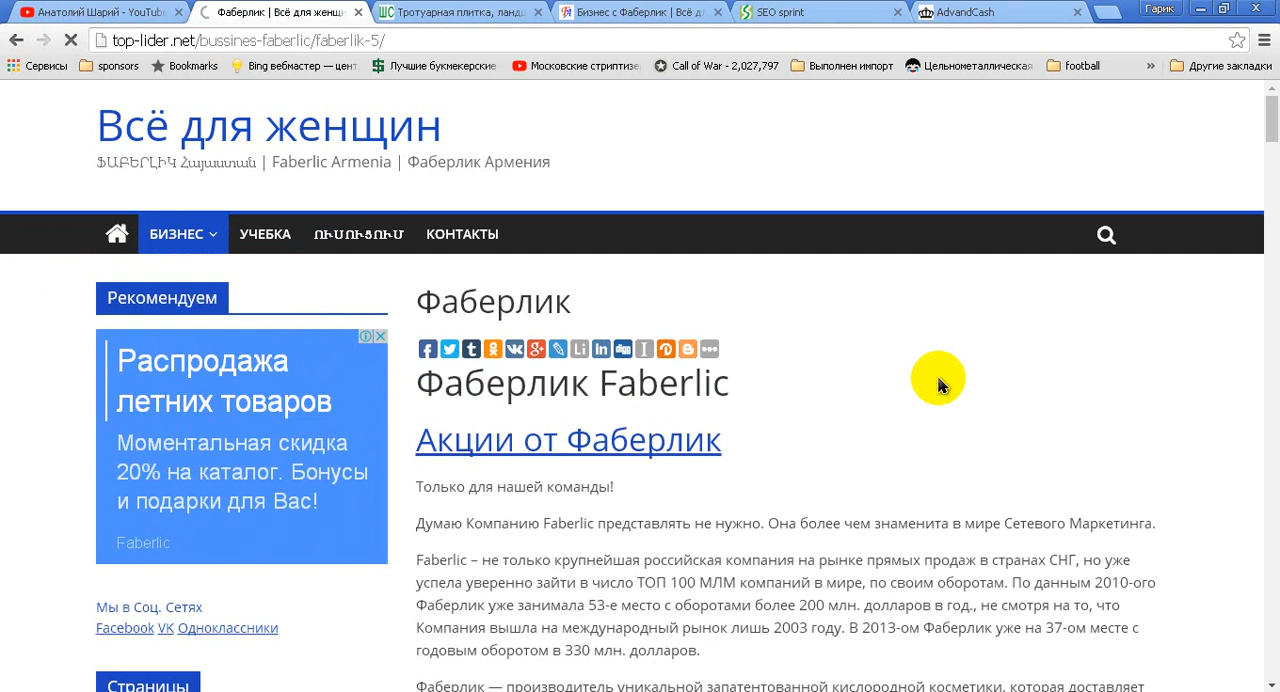 Анатолий Шарий - YouTube
Фаберлик | Всё для женщ
Тротуарная плитка, ланд
Бизнес с Фаберлик | Всё д
SEO sprint
AdvandCash
Гарик
top-lider.net/bussines-faberlic/faberlik-5/
Сервисы
sponsors
Bookmarks
Bing вебмастер — цент
Лучшие букмекерские
Московские стриптиз
Call of War - 2,027,797
Выполнен импорт
Цельнометаллическая
football
»
Другие закладки
Всё для женщин
ՖԱԲԵՐԼԻԿ Հայաստան | Faberlic Armenia | Фаберлик Армения
БИЗНЕС
УЧЕБКА
ՈՒՍՈՒՑՈՒՄ
КОНТАКТЫ
Рекомендуем
Распродажа
летних товаров
Моментальная скидка
20% на каталог. Бонусы
и подарки для Вас!
Faberlic
Мы в Соц. Сетях
Facebook VK Одноклассники
Страницы
Фаберлик
Фаберлик Faberlic
Акции от Фаберлик
Только для нашей команды!
Думаю Компанию Faberlic представлять не нужно. Она более чем знаменита в мире Сетевого Маркетинга.
Faberlic – не только крупнейшая российская компания на рынке прямых продаж в странах СНГ, но уже
успела уверенно зайти в число ТОП 100 МЛМ компаний в мире, по своим оборотам. По данным 2010-ого
Фаберлик уже занимала 53-е место с оборотами более 200 млн. долларов в год., не смотря на то, что
Компания вышла на международный рынок лишь 2003 году. В 2013-ом Фаберлик уже на 37-ом месте с
годовым оборотом в 330 млн. долларов.
Фаберлик — производитель уникальной запатентованной кислородной косметики, которая доставляет